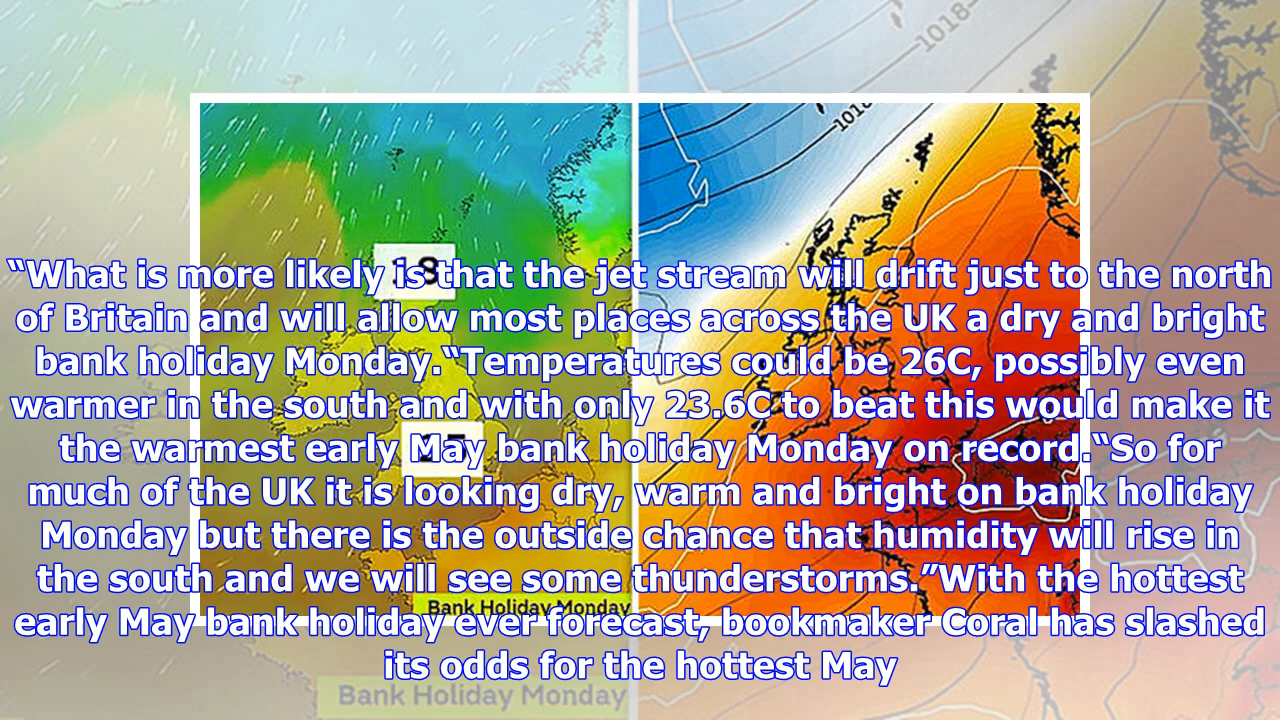 1018
1018
18
“What is more likely is that the jet stream will drift just to the north
of Britain and will allow most places across the UK a dry and bright
bank holiday Monday.“Temperatures could be 26C, possibly even
warmer in the south and with only 23.6C to beat this would make it
the warmest early May bank holiday Monday on record.“So for
much of the UK it is looking dry, warm and bright on bank holiday
Monday but there is the outside chance that humidity will rise in
the south and we will see some thunderstorms.”With the hottest
early May bank holiday ever forecast, bookmaker Coral has slashed
its odds for the hottest May
Bank Holiday Monday
Bank Holiday Monday